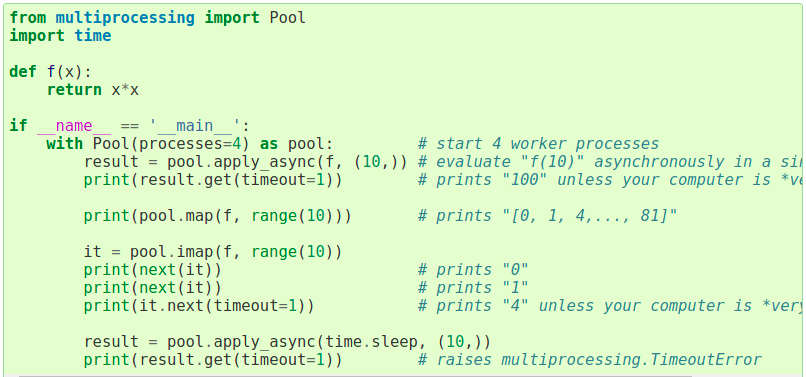 from multiprocessing import Pool
import time

def f(x):
    return x*x

if __name__ == '__main__':
    with Pool(processes=4) as pool:         # start 4 worker processes
        result = pool.apply_async(f, (10,)) # evaluate "f(10)" asynchronously in a
        print(result.get(timeout=1))        # prints "100" unless your computer is

        print(pool.map(f, range(10)))       # prints "[0, 1, 4,..., 81]"

        it = pool.imap(f, range(10))
        print(next(it))                     # prints "0"
        print(next(it))                     # prints "1"
        print(it.next(timeout=1))           # prints "4" unless your computer is *very

        result = pool.apply_async(time.sleep, (10,))
        print(result.get(timeout=1))        # raises multiprocessing.TimeoutError